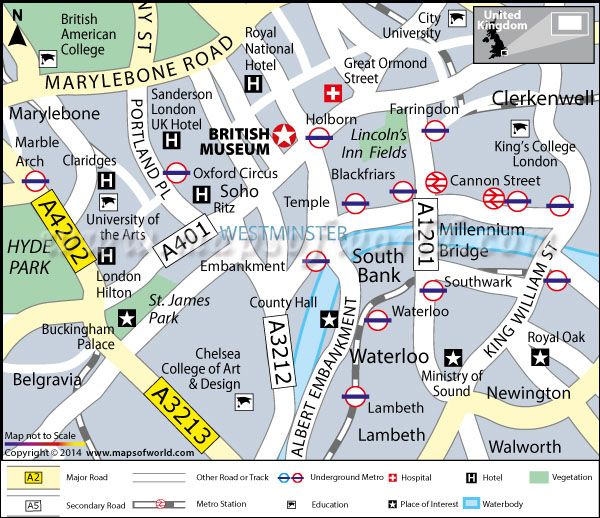 N
British
American
College
NY ST
MARYLEBONE ROAD
Royal
National
Hotel
City
University
United
Kingdom
Great Ormond
Street
Marylebone
PORTLAND PL
Sanderson
London
UK Hotel
BRITISH
MUSEUM
Holborn
Lincoln's
Inn Fields
Farringdon
Clerkenwell
King's College
London
Marble
Arch
Claridges
Oxford Circus
Soho
Ritz
Blackfriars
Temple
Cannon Street
A4202
University of
the Arts
A401
WESTMINSTER
A1201
Millennium
Bridge
HYDE
PARK
London
Hilton
Embankment
South
Bank
Southwark
KING WILLIAM ST
St. James
Park
County Hall
Buckingham
Palace
A3212
ALBERT EMBANKMENT
Waterloo
Waterloo
Royal Oak
Ministry of
Sound
Belgravia
Chelsea
College of Art
& Design
A3213
Lambeth
Lambeth
Newington
Walworth
Map not to Scale
Copyright © 2014 www.mapsofworld.com
A2 Major Road
Other Road or Track
Underground Metro
Hospital
H Hotel
Vegetation
A5 Secondary Road
Metro Station
Education
Place of Interest
Waterbody